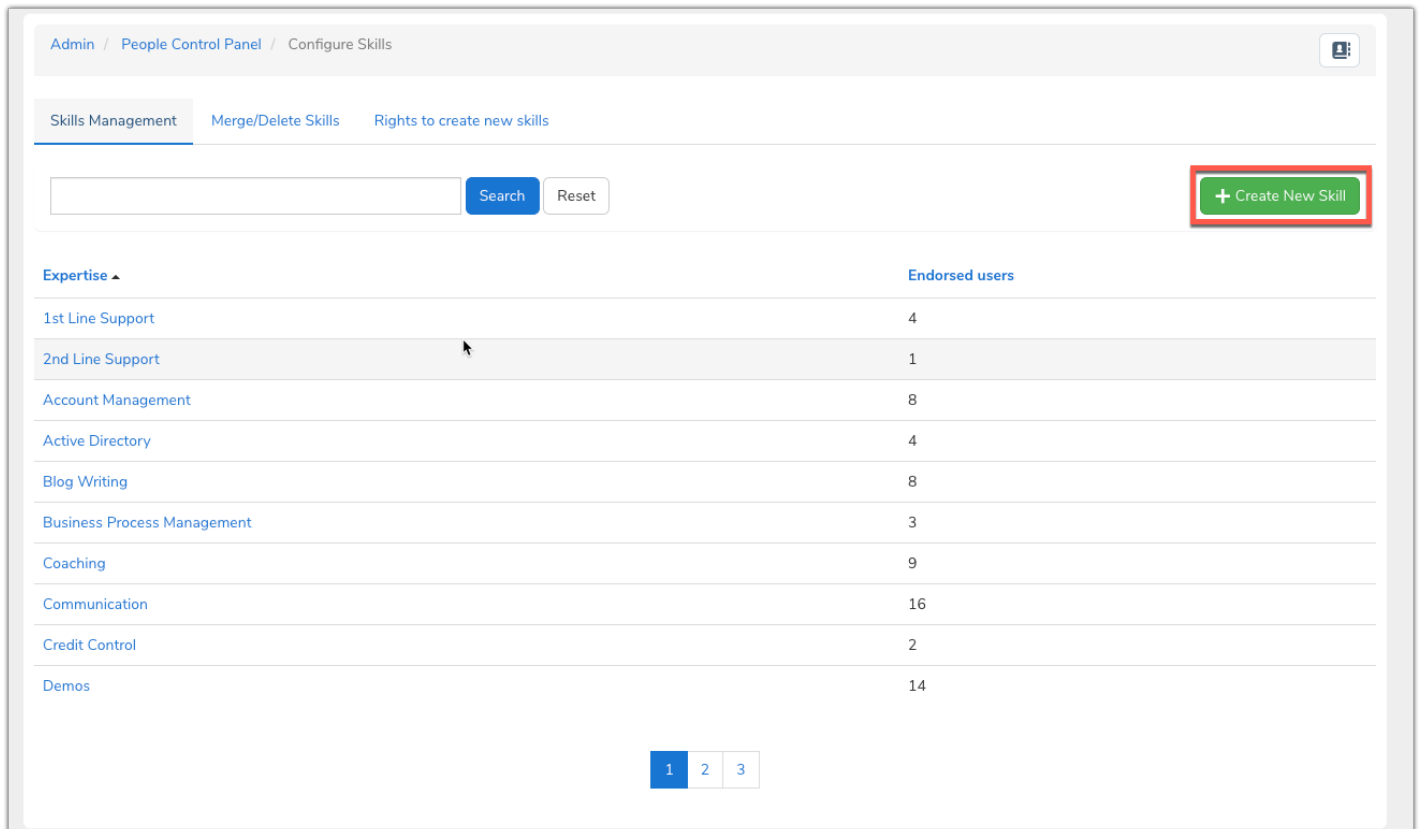 Admin / People Control Panel / Configure Skills
Skills Management Merge/Delete Skills Rights to create new skills
Search Reset + Create New Skill
Expertise Endorsed users
1st Line Support 4
2nd Line Support 1
Account Management 8
Active Directory 4
Blog Writing 8
Business Process Management 3
Coaching 9
Communication 16
Credit Control 2
Demos 14
1 2 3